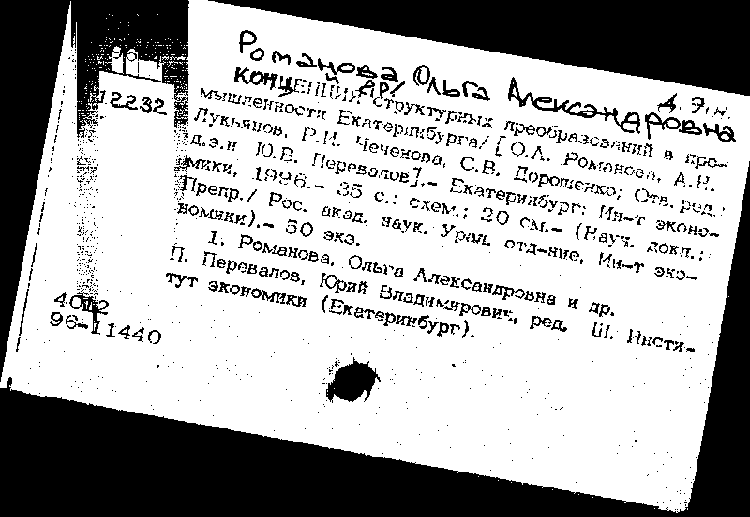 96-
12232
Романова Ольга Александровна
и др/ д.э.н.
КОНЦЕПЦИЯ структурных преобразований в про-
мышленности Екатеринбурга/ [О.А. Романова, А.Н.
Лукьянов, Р.И. Чеченова, С.В. Дорошенко; Отв. ред.:
д.э.н Ю.В. Перевалов].- Екатеринбург: Ин-т эконо-
мики, 1996.- 35 с.: схем.; 20 см.- (Науч. докл.:
Препр./ Рос. акад. наук. Урал. отд-ние, Ин-т эко-
номики).- 50 экз.
1. Романова, Ольга Александровна и др.
П. Перевалов, Юрий Владимирович, ред. Ш. Инсти-
тут экономики (Екатеринбург).
4012
96-11440